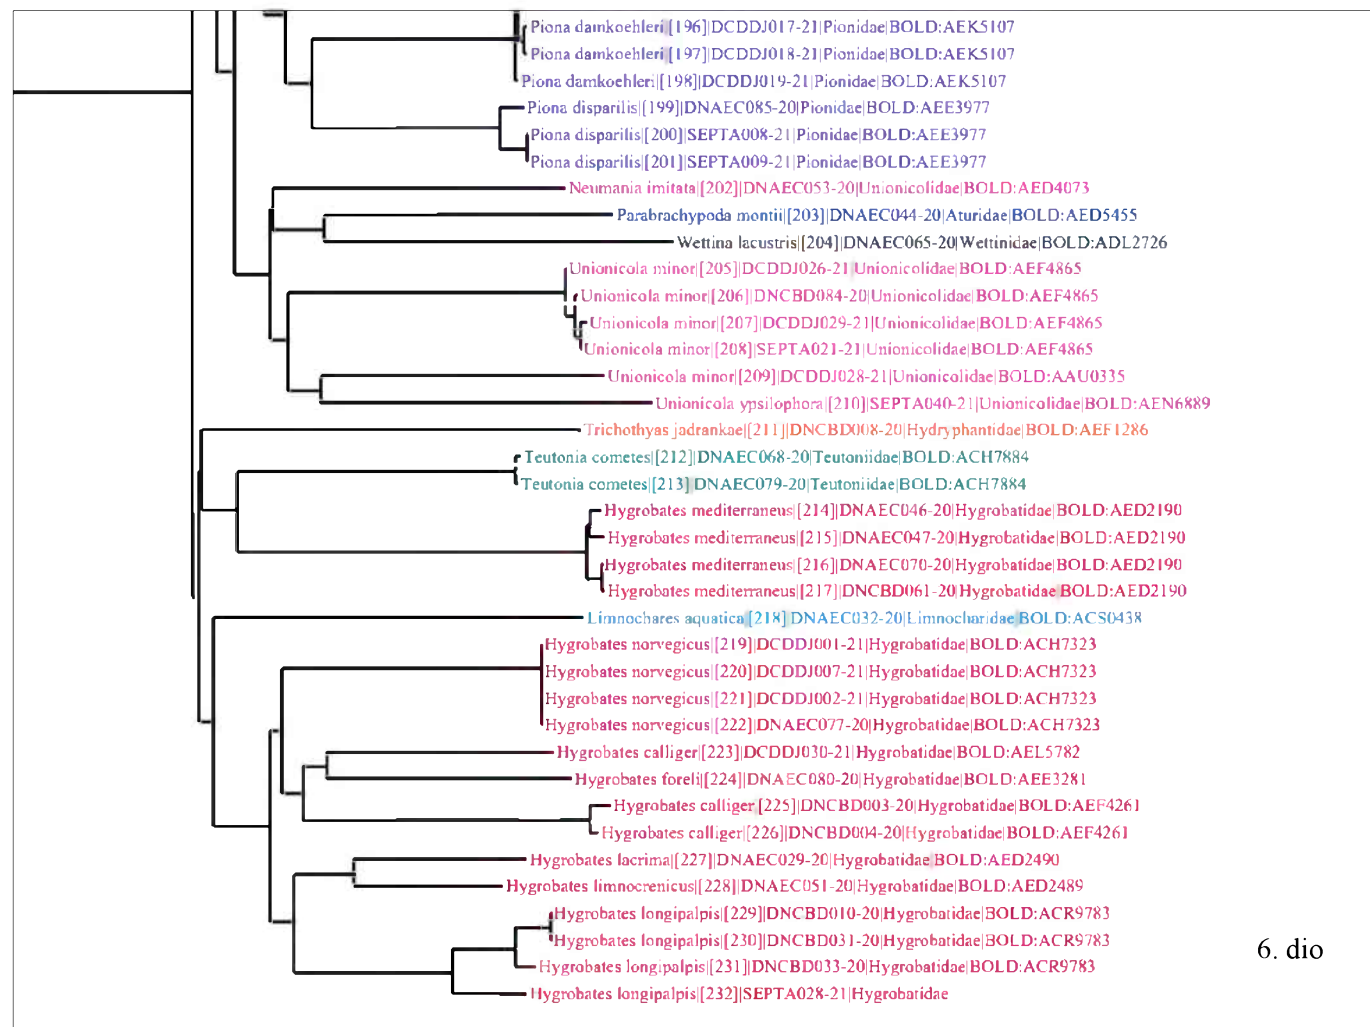 Piona damkoehleri|[196]|DCDDJ017-21|Pionidae|BOLD:AEK5107
Piona damkoehleri|[197]|DCDDJ018-21|Pionidae|BOLD:AEK5107
Piona damkoehleri|[198]|DCDDJ019-21|Pionidae|BOLD:AEK5107
Piona disparilis|[199]|DNAEC085-20|Pionidae|BOLD:AEE3977
Piona disparilis|[200]|SEPTA008-21|Pionidae|BOLD:AEE3977
Piona disparilis|[201]|SEPTA009-21|Pionidae|BOLD:AEE3977
Neumania imitata|[202]|DNAEC053-20|Unionicolidae|BOLD:AED4073
Parabrachypoda montii|[203]|DNAEC044-20|Aturidae|BOLD:AED5455
Wettina lacustris|[204]|DNAEC065-20|Wettinidae|BOLD:ADL2726
Unionicola minor|[205]|DCDDJ026-21|Unionicolidae|BOLD:AEF4865
Unionicola minor|[206]|DNCBD084-20|Unionicolidae|BOLD:AEF4865
Unionicola minor|[207]|DCDDJ029-21|Unionicolidae|BOLD:AEF4865
Unionicola minor|[208]|SEPTA021-21|Unionicolidae|BOLD:AEF4865
Unionicola minor|[209]|DCDDJ028-21|Unionicolidae|BOLD:AAU0335
Unionicola ypsilophora|[210]|SEPTA040-21|Unionicolidae|BOLD:AEN6889
Trichothyas jadrankae|[211]|DNCBD008-20|Hydryphantidae|BOLD:AEF1286
Teutonia cometes|[212]|DNAEC068-20|Teutoniidae|BOLD:ACH7884
Teutonia cometes|[213]|DNAEC079-20|Teutoniidae|BOLD:ACH7884
Hygrobates mediterraneus|[214]|DNAEC046-20|Hygrobatidae|BOLD:AED2190
Hygrobates mediterraneus|[215]|DNAEC047-20|Hygrobatidae|BOLD:AED2190
Hygrobates mediterraneus|[216]|DNAEC070-20|Hygrobatidae|BOLD:AED2190
Hygrobates mediterraneus|[217]|DNCBD061-20|Hygrobatidae|BOLD:AED2190
Limnochares aquatica|[218]|DNAEC032-20|Limnocharidae|BOLD:ACS0438
Hygrobates norvegicus|[219]|DCDDJ001-21|Hygrobatidae|BOLD:ACH7323
Hygrobates norvegicus|[220]|DCDDJ007-21|Hygrobatidae|BOLD:ACH7323
Hygrobates norvegicus|[221]|DCDDJ002-21|Hygrobatidae|BOLD:ACH7323
Hygrobates norvegicus|[222]|DNAEC077-20|Hygrobatidae|BOLD:ACH7323
Hygrobates calliger|[223]|DCDDJ030-21|Hygrobatidae|BOLD:AEL5782
Hygrobates foreli|[224]|DNAEC080-20|Hygrobatidae|BOLD:AEE3281
Hygrobates calliger|[225]|DNCBD003-20|Hygrobatidae|BOLD:AEF4261
Hygrobates calliger|[226]|DNCBD004-20|Hygrobatidae|BOLD:AEF4261
Hygrobates lacrima|[227]|DNAEC029-20|Hygrobatidae|BOLD:AED2490
Hygrobates limnocrenicus|[228]|DNAEC051-20|Hygrobatidae|BOLD:AED2489
Hygrobates longipalpis|[229]|DNCBD010-20|Hygrobatidae|BOLD:ACR9783
Hygrobates longipalpis|[230]|DNCBD031-20|Hygrobatidae|BOLD:ACR9783
Hygrobates longipalpis|[231]|DNCBD033-20|Hygrobatidae|BOLD:ACR9783
Hygrobates longipalpis|[232]|SEPTA028-21|Hygrobatidae
6. dio